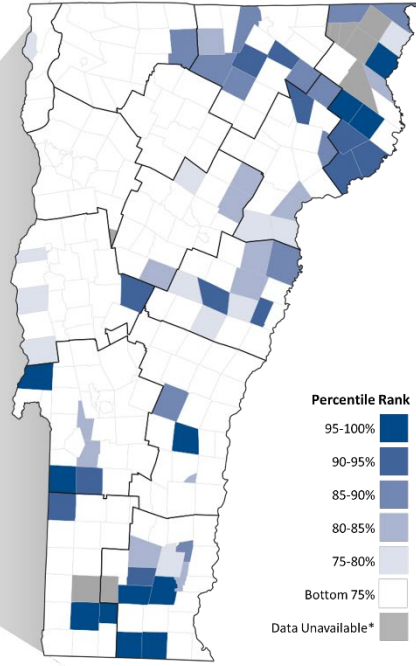 Percentile Rank
95-100%
90-95%
85-90%
80-85%
75-80%
Bottom 75%
Data Unavailable*